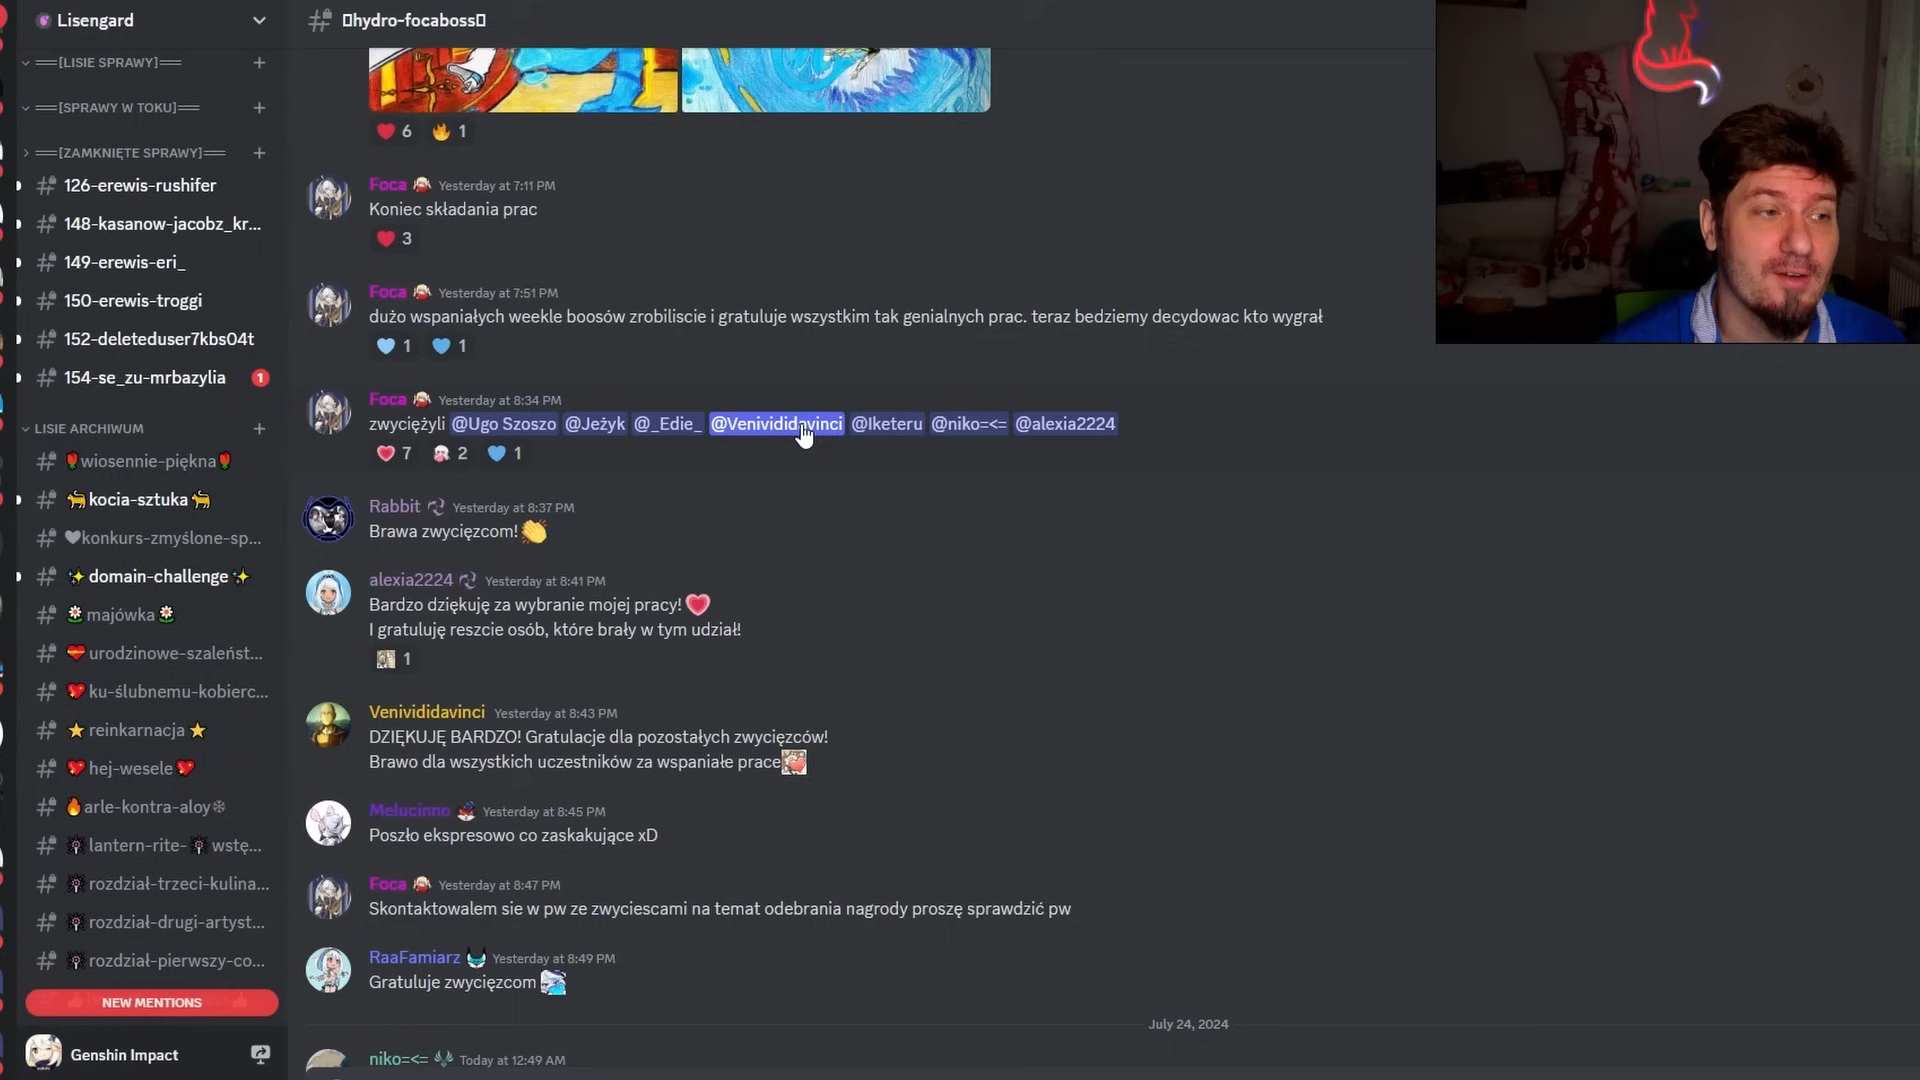 Lisengard
hydro-focaboss
══[LISIE SPRAWY]══
══[SPRAWY W TOKU]══
══[ZAMKNIĘTE SPRAWY]══
126-erewis-rushifer
148-kasanow-jacobz_kr...
149-erewis-eri_
150-erewis-troggi
152-deleteduser7kbs04t
154-se_zu-mrbazylia
1
LISIE ARCHIWUM
🌹wiosennie-piękna🌹
🐈kocia-sztuka🐈
🖤konkurs-zmyślone-sp...
✨domain-challenge✨
🌼majówka🌼
urodzinowe-szaleńst...
💖ku-ślubnemu-kobierc...
⭐reinkarnacja⭐
💖hej-wesele💖
🔥arle-kontra-aloy❄
lantern-rite- wstę...
rozdział-trzeci-kulina...
rozdział-drugi-artyst...
rozdział-pierwszy-co...
NEW MENTIONS
Genshin Impact
❤️ 6 🔥 1
Foca Yesterday at 7:11 PM
Koniec składania prac
❤️ 3
Foca Yesterday at 7:51 PM
dużo wspaniałych weekle boosów zrobiliscie i gratuluje wszystkim tak genialnych prac. teraz bedziemy decydowac kto wygrał
🩵 1 💙 1
Foca Yesterday at 8:34 PM
zwyciężyli @Ugo Szoszo @Jeżyk @_Edie_ @Venivididavinci @Iketeru @niko=<= @alexia2224
7 2 💙 1
Rabbit Yesterday at 8:37 PM
Brawa zwycięzcom!👏
alexia2224 Yesterday at 8:41 PM
Bardzo dziękuję za wybranie mojej pracy! 💗
I gratuluję reszcie osób, które brały w tym udział!
1
Venivididavinci Yesterday at 8:43 PM
DZIĘKUJĘ BARDZO! Gratulacje dla pozostałych zwycięzców!
Brawo dla wszystkich uczestników za wspaniałe prace
Melucinno Yesterday at 8:45 PM
Poszło ekspresowo co zaskakujące xD
Foca Yesterday at 8:47 PM
Skontaktowalem sie w pw ze zwyciescami na temat odebrania nagrody proszę sprawdzić pw
RaaFamiarz Yesterday at 8:49 PM
Gratuluje zwycięzcom
July 24, 2024
niko=<= Today at 12:49 AM